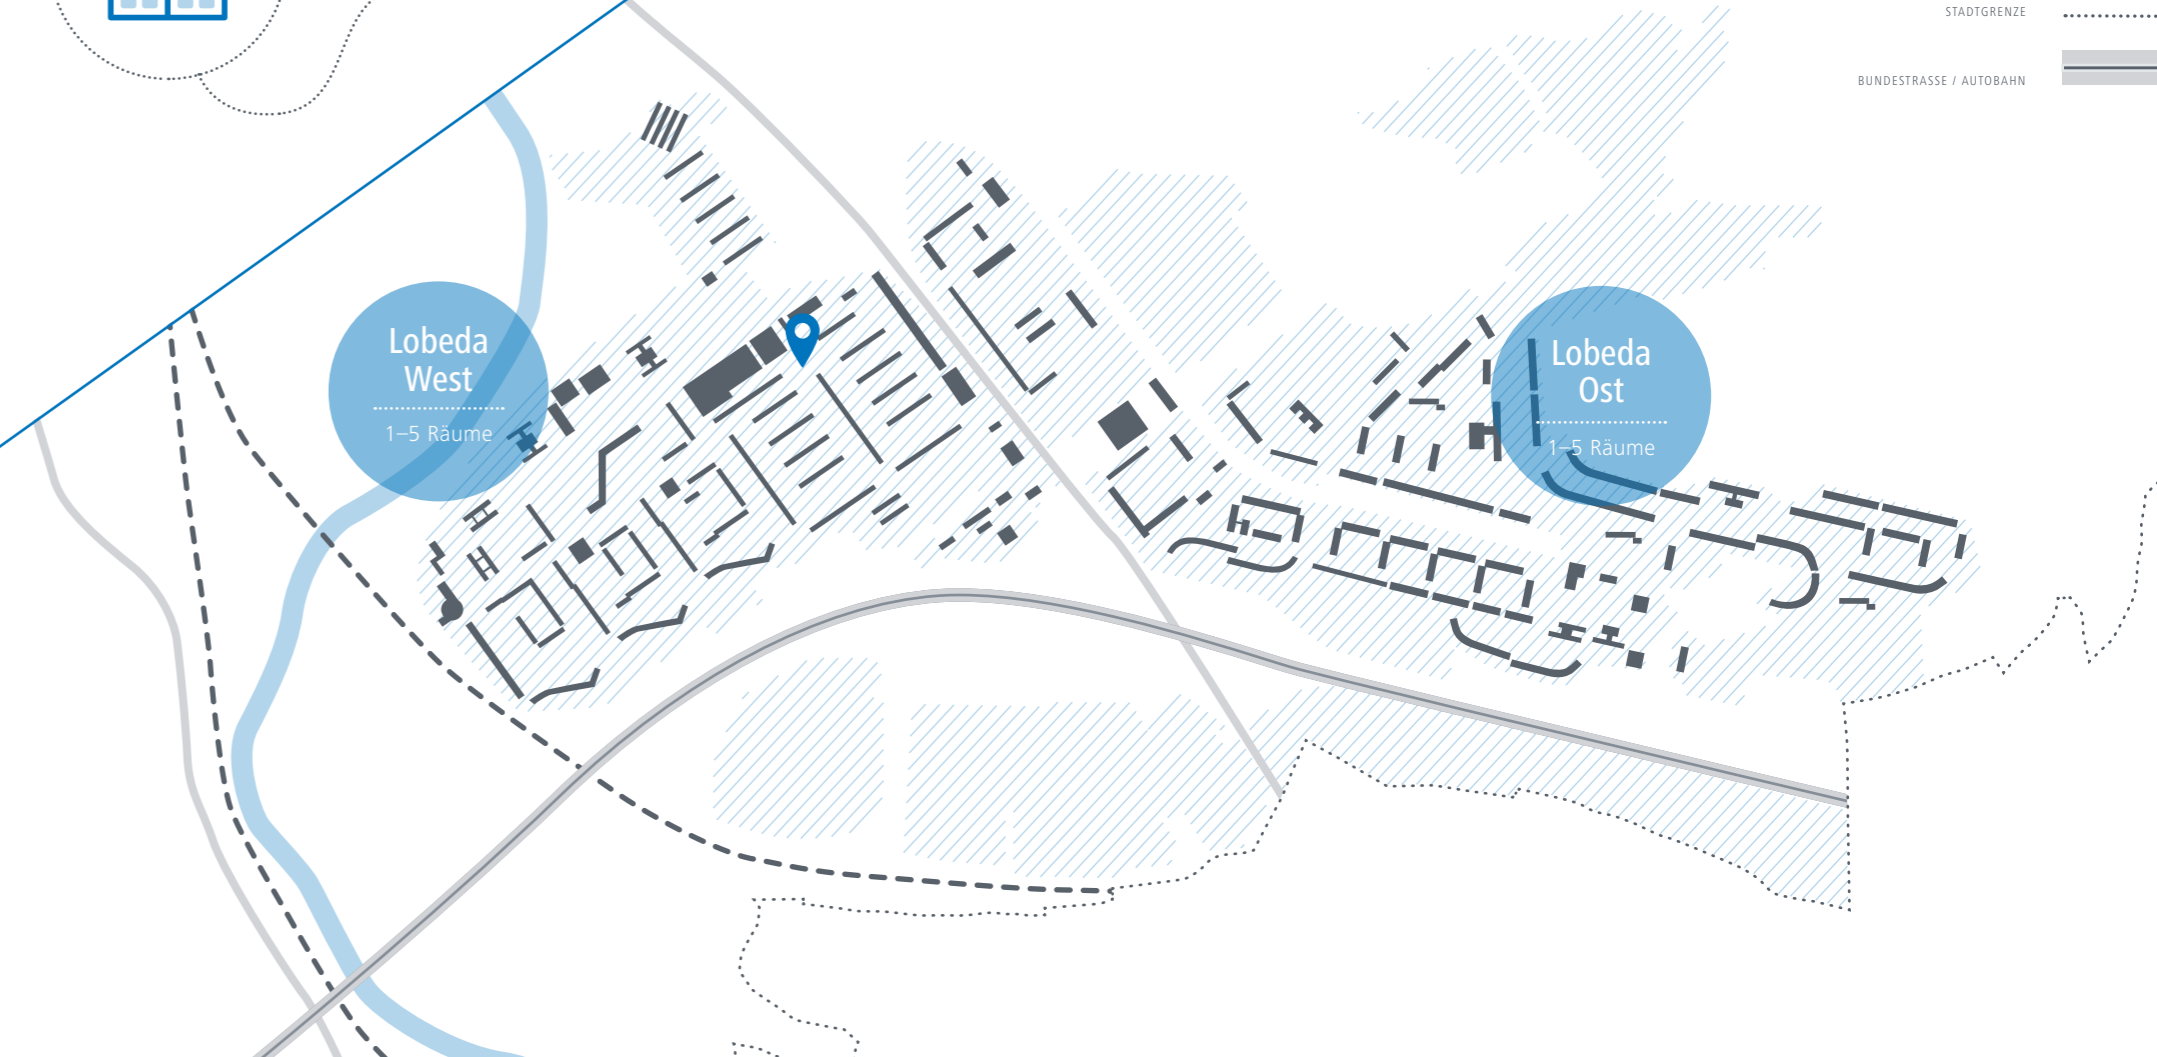 STADTGRENZE
BUNDESTRASSE / AUTOBAHN
Lobeda
West
1–5 Räume
Lobeda
Ost
1–5 Räume